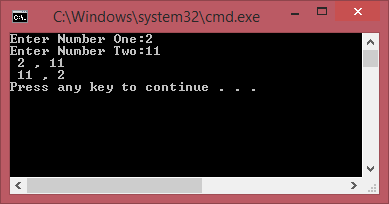 C:\Windows\system32\cmd.exe
Enter Number One:2
Enter Number Two:11
2 , 11
11 , 2
Press any key to continue . . .